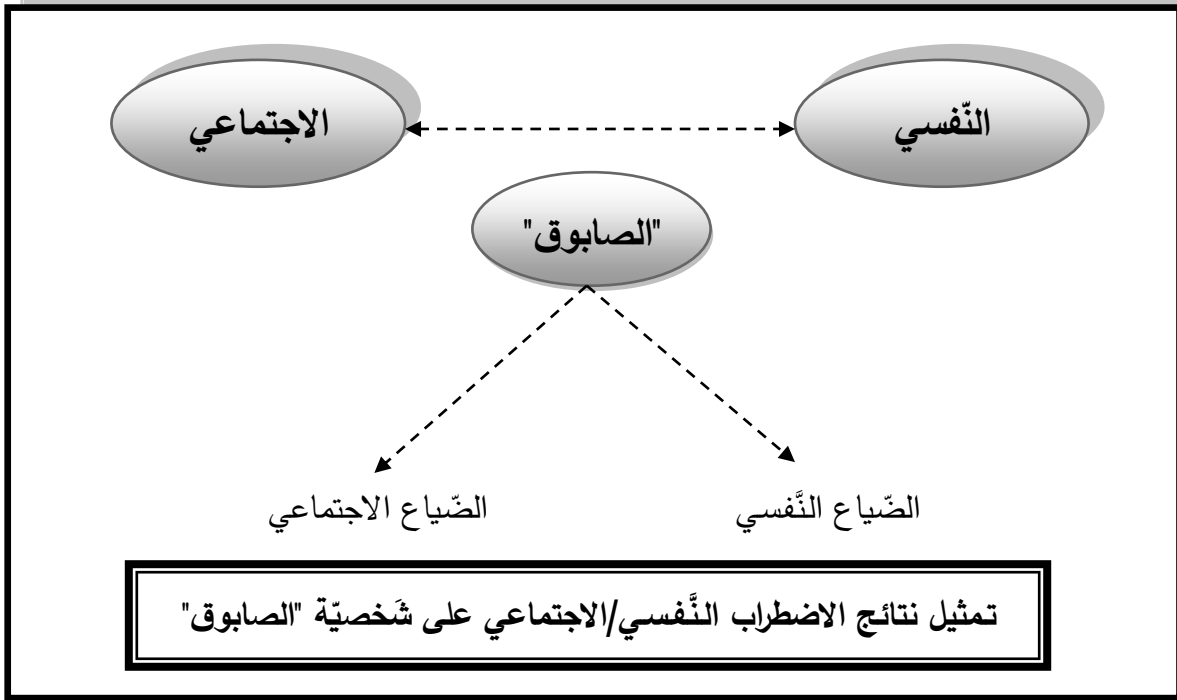 النّفسي
الاجتماعي
"الصابوق"
الضّياع النَّفسي
الضّياع الاجتماعي
تمثيل نتائج الاضطراب النَّفسي/الاجتماعي على شَخصيّة "الصابوق"